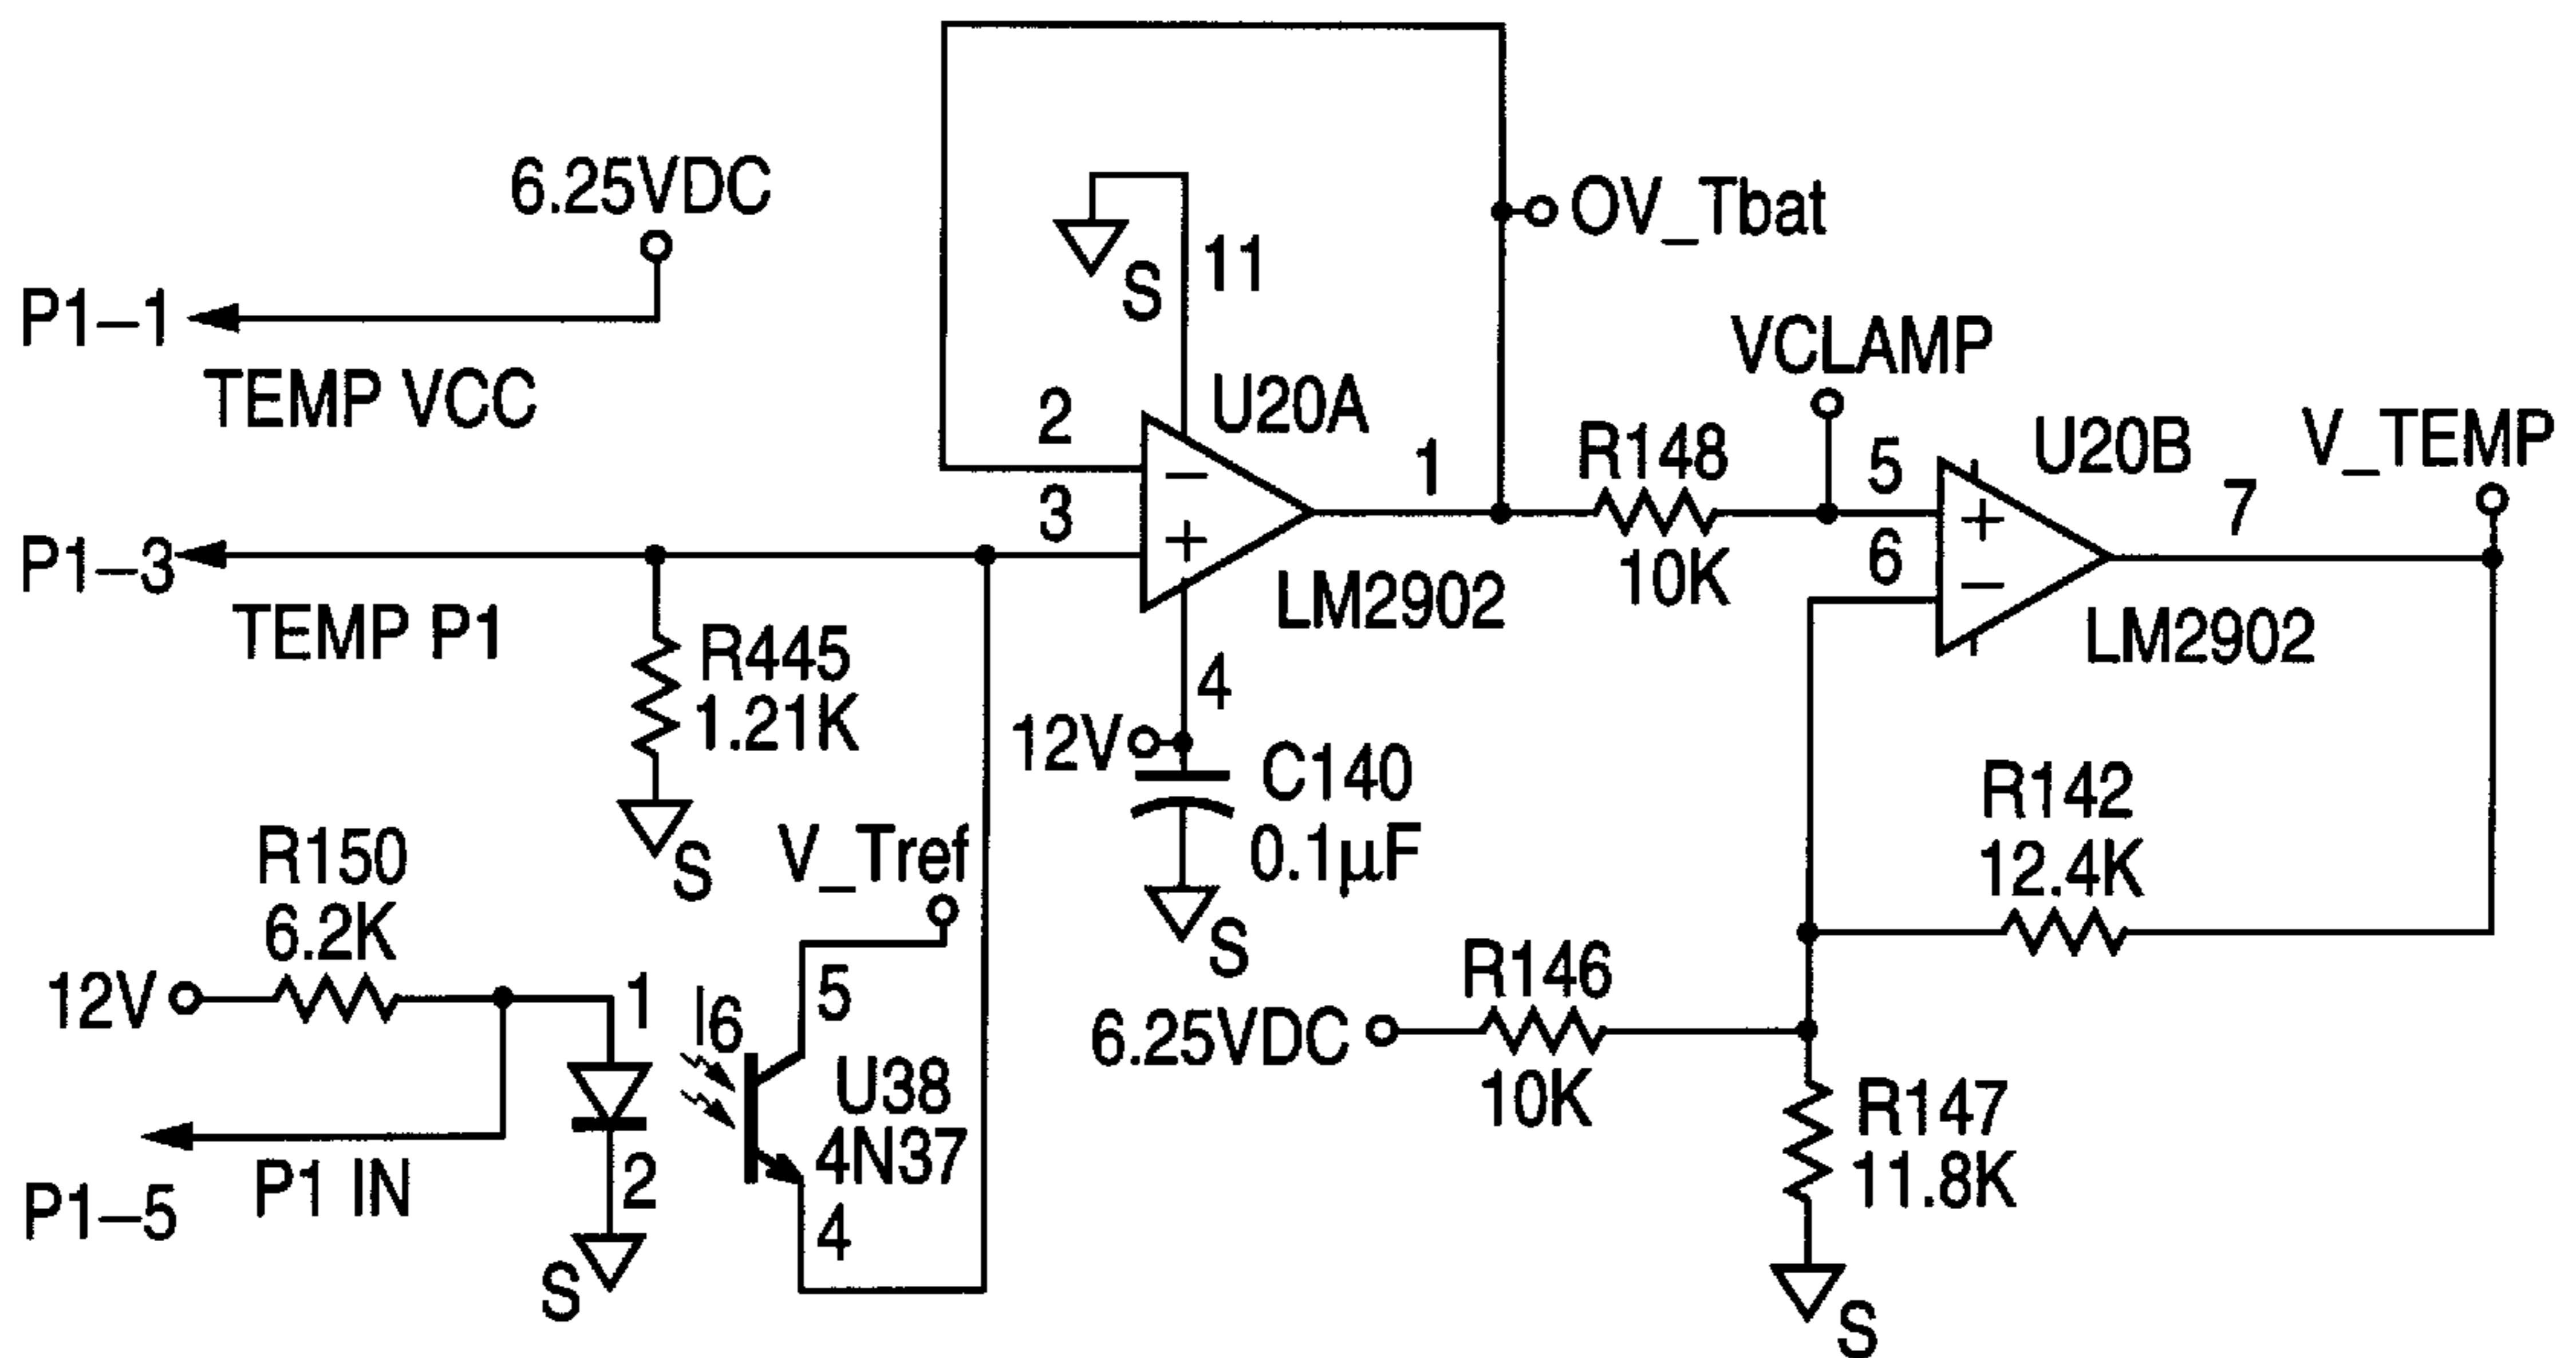 6.25VDC
P1–1
TEMP VCC
P1–3
TEMP P1
R445
1.21K
S
R150
6.2K
12V
P1–5
P1 IN
1
2
S
I6
V_Tref
5
U38
4N37
4
S
11
2
3
U20A
1
LM2902
4
12V
C140
0.1µF
S
OV_Tbat
R148
10K
VCLAMP
5
6
U20B
LM2902
7
V_TEMP
R142
12.4K
R146
6.25VDC
10K
R147
11.8K
S
−
+
+
−